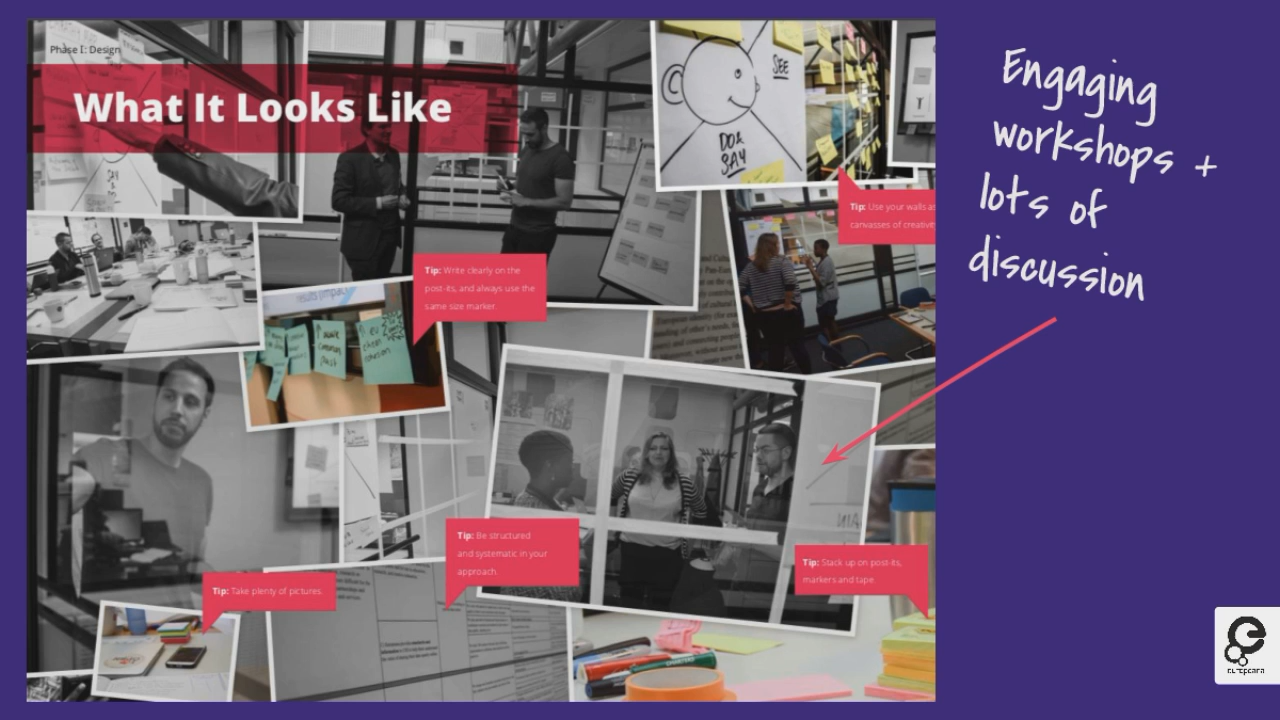 Phase I: Design
What It Looks Like
SEE
DO &
SAY
Tip: Use your walls as
canvasses of creative
Tip: Write clearly on the
post-its, and always use the
same size marker.
Tip: Be structured
and systematic in your
approach.
Tip: Stack up on post-its,
markers and tape.
Tip: Take plenty of pictures.
Engaging
workshops +
lots of
discussion
europeana